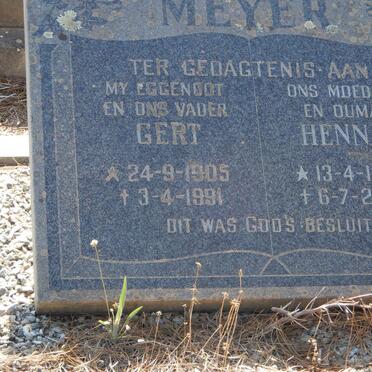 MEYER
TER GEDAGTENIS AAN
MY EGGENOOT ONS MOED
EN ONS VADER EN OUMA
GERT HENN
24-9-1905 13-4-1
† 3-4-1991 † 6-7-2
DIT WAS GOD'S BESLUIT